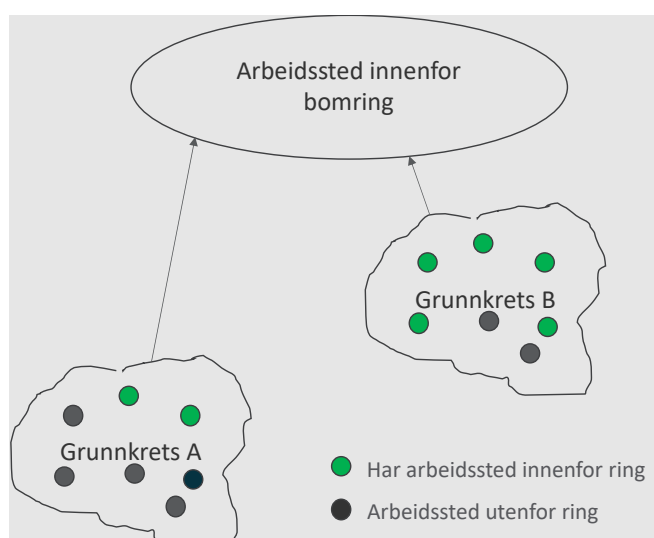 Arbeidssted innenfor
bomring
Grunnkrets B
Grunnkrets A
Har arbeidssted innenfor ring
Arbeidssted utenfor ring